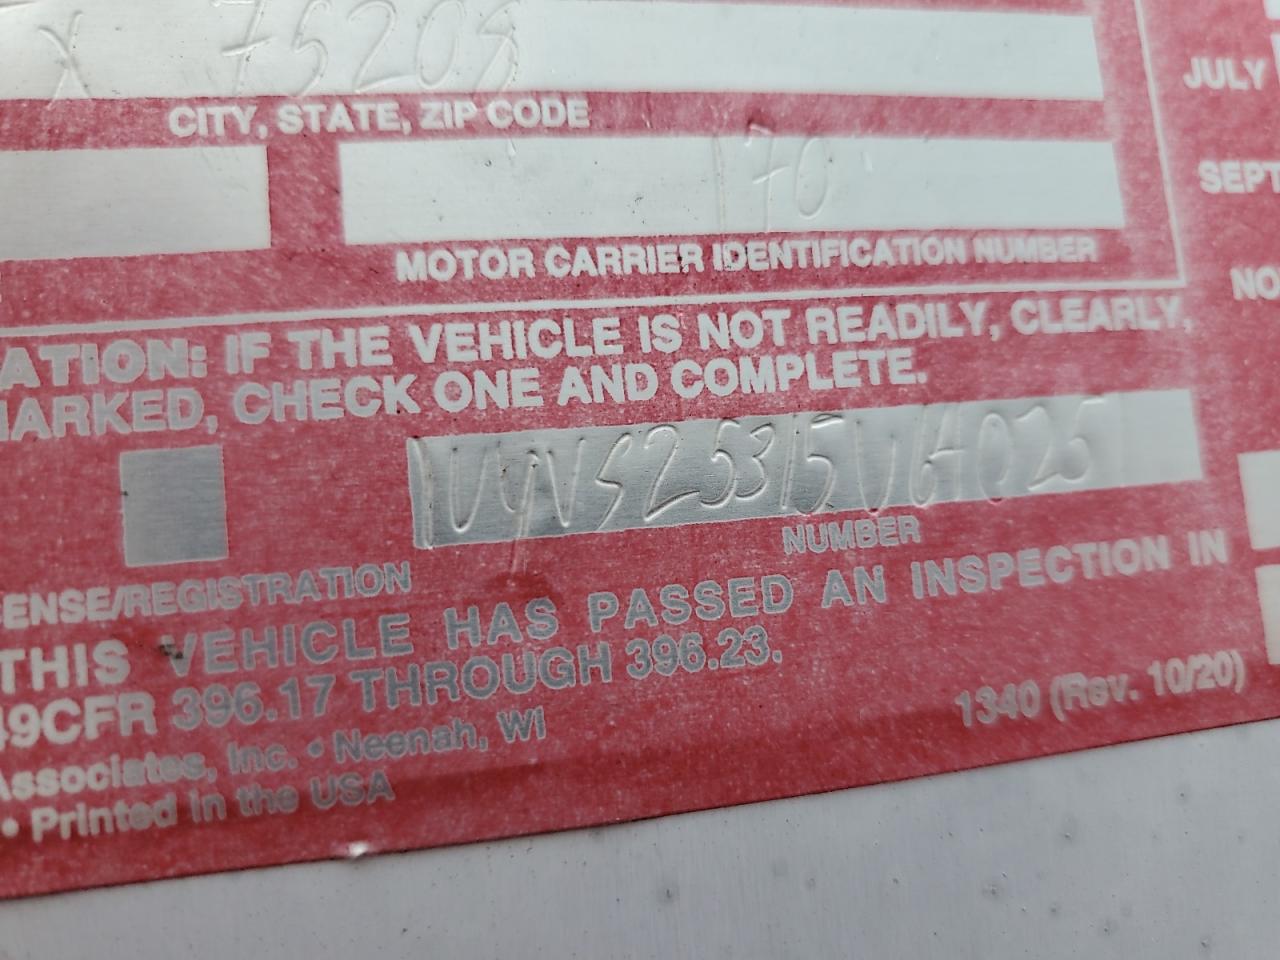 X 75208
CITY, STATE, ZIP CODE
170
MOTOR CARRIER IDENTIFICATION NUMBER
JULY
SEPT
NO
ATION: IF THE VEHICLE IS NOT READILY, CLEARLY,
MARKED, CHECK ONE AND COMPLETE.
NUMBER
ENSE/REGISTRATION
THIS VEHICLE HAS PASSED AN INSPECTION IN
49CFR 396.17 THROUGH 396.23.
Associates, Inc. • Neenah, WI
• Printed in the USA
1340 (Rev. 10/20)